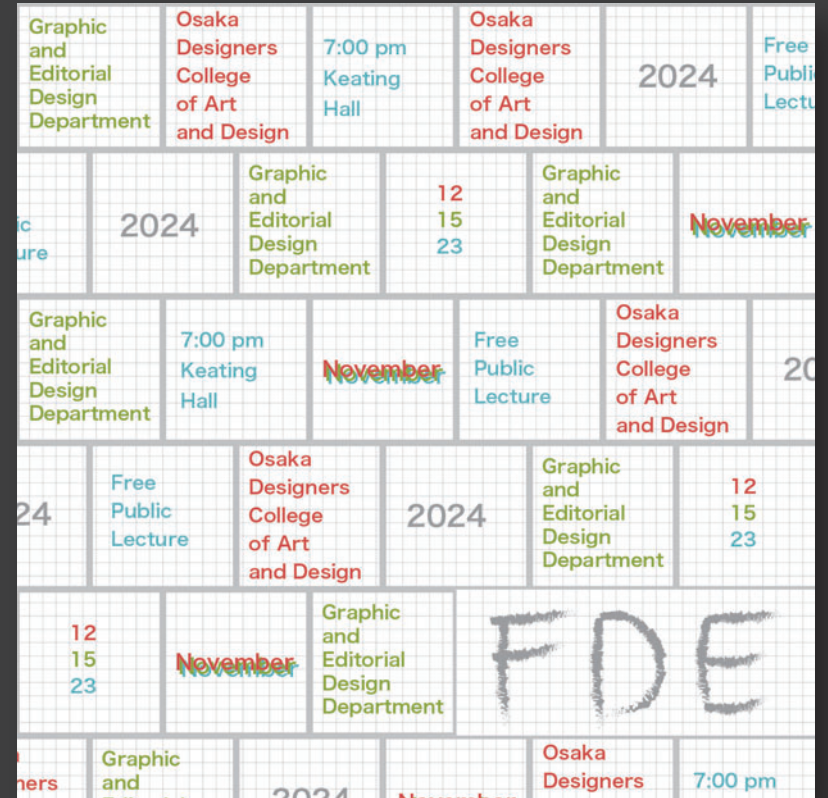 Graphic
and
Editorial
Design
Department
Osaka
Designers
College
of Art
and Design
7:00 pm
Keating
Hall
Osaka
Designers
College
of Art
and Design
2024
Free
2024
Graphic
and
Editorial
Design
Department
12
15
23
Graphic
and
Editorial
Design
Department
November
November
Graphic
and
Editorial
Design
Department
7:00 pm
Keating
Hall
November
November
Free
Public
Lecture
Osaka
Designers
College
of Art
and Design
Free
Public
Lecture
Osaka
Designers
College
of Art
and Design
2024
Graphic
and
Editorial
Design
Department
12
15
23
12
15
23
November
November
Graphic
and
Editorial
Design
Department
FDE
Graphic
and
2024
November
Osaka
Designers
7:00 pm